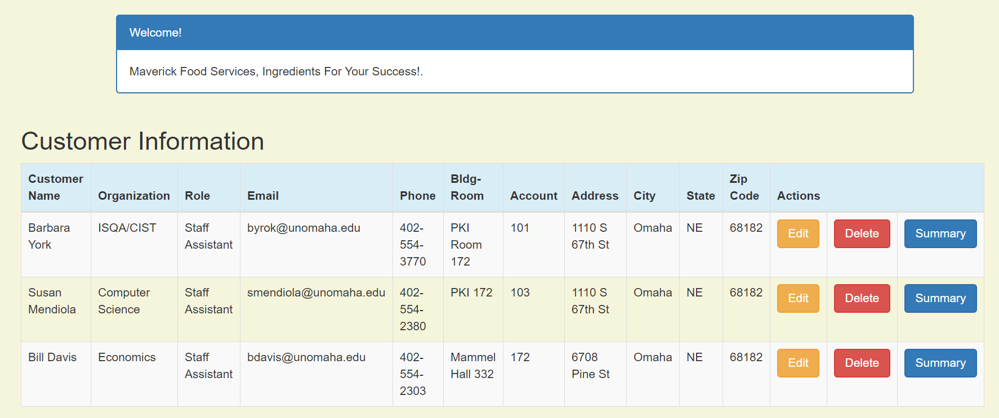 Welcome!
Maverick Food Services, Ingredients For Your Success!.
Customer Information
Customer Name Organization Role Email Phone Bldg-Room Account Address City State Zip Code Actions
Barbara York ISQA/CIST Staff Assistant byrok@unomaha.edu 402-554-3770 PKI Room 172 101 1110 S 67th St Omaha NE 68182 Edit Delete Summary
Susan Mendiola Computer Science Staff Assistant smendiola@unomaha.edu 402-554-2380 PKI 172 103 1110 S 67th St Omaha NE 68182 Edit Delete Summary
Bill Davis Economics Staff Assistant bdavis@unomaha.edu 402-554-2303 Mammel Hall 332 172 6708 Pine St Omaha NE 68182 Edit Delete Summary